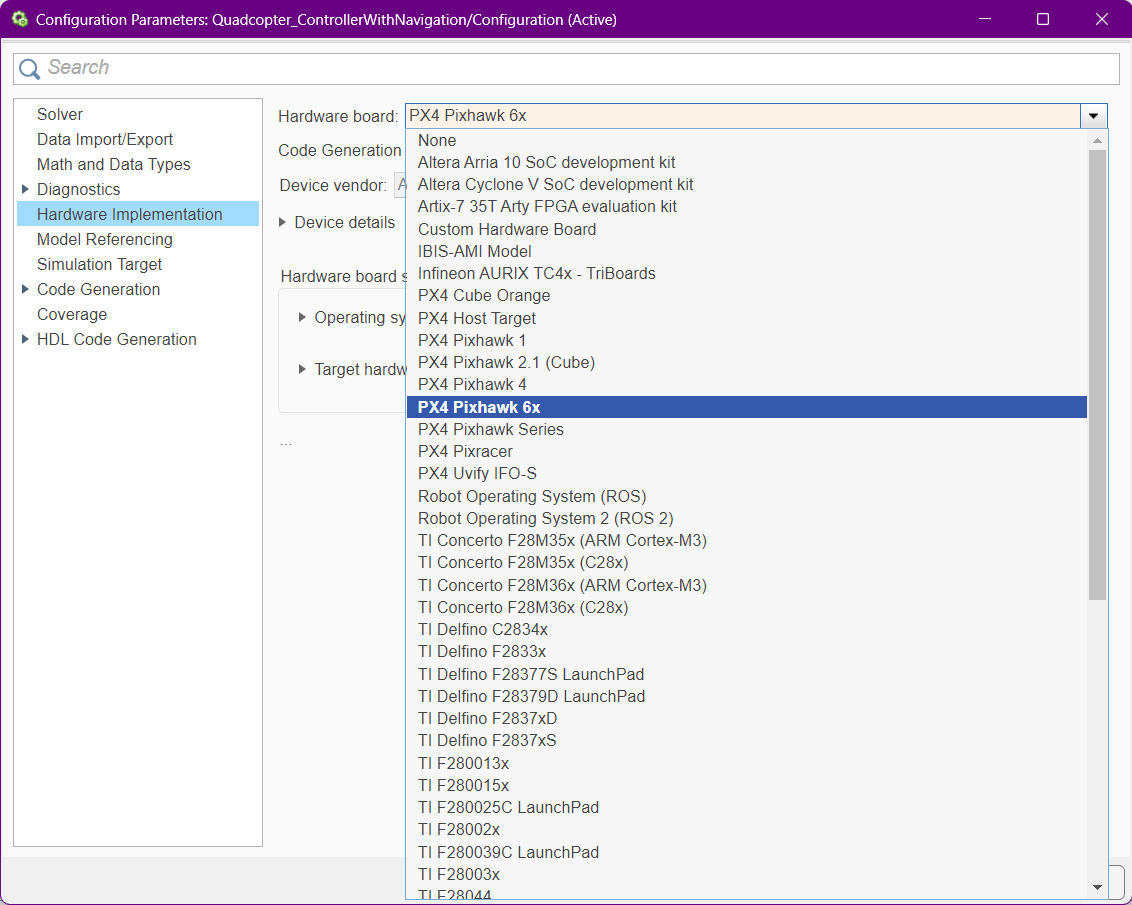 Configuration Parameters: Quadcopter_ControllerWithNavigation/Configuration (Active)
Search
Solver
Data Import/Export
Math and Data Types
Diagnostics
Hardware Implementation
Model Referencing
Simulation Target
Code Generation
Coverage
HDL Code Generation
Hardware board: PX4 Pixhawk 6x
Code Generation
Device vendor: A
Device details
Hardware board s
Operating sy
Target hardw
...
None
Altera Arria 10 SoC development kit
Altera Cyclone V SoC development kit
Artix-7 35T Arty FPGA evaluation kit
Custom Hardware Board
IBIS-AMI Model
Infineon AURIX TC4x - TriBoards
PX4 Cube Orange
PX4 Host Target
PX4 Pixhawk 1
PX4 Pixhawk 2.1 (Cube)
PX4 Pixhawk 4
PX4 Pixhawk 6x
PX4 Pixhawk Series
PX4 Pixracer
PX4 Uvify IFO-S
Robot Operating System (ROS)
Robot Operating System 2 (ROS 2)
TI Concerto F28M35x (ARM Cortex-M3)
TI Concerto F28M35x (C28x)
TI Concerto F28M36x (ARM Cortex-M3)
TI Concerto F28M36x (C28x)
TI Delfino C2834x
TI Delfino F2833x
TI Delfino F28377S LaunchPad
TI Delfino F28379D LaunchPad
TI Delfino F2837xD
TI Delfino F2837xS
TI F280013x
TI F280015x
TI F280025C LaunchPad
TI F28002x
TI F280039C LaunchPad
TI F28003x
TI F28044